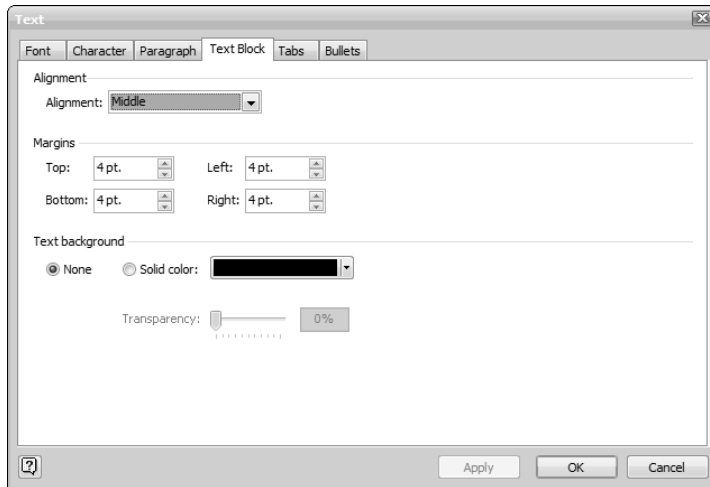 Text
Font Character Paragraph Text Block Tabs Bullets
Alignment
Alignment: Middle
Margins
Top: 4 pt. Left: 4 pt.
Bottom: 4 pt. Right: 4 pt.
Text background
None Solid color:
Transparency: 0%
? Apply OK Cancel